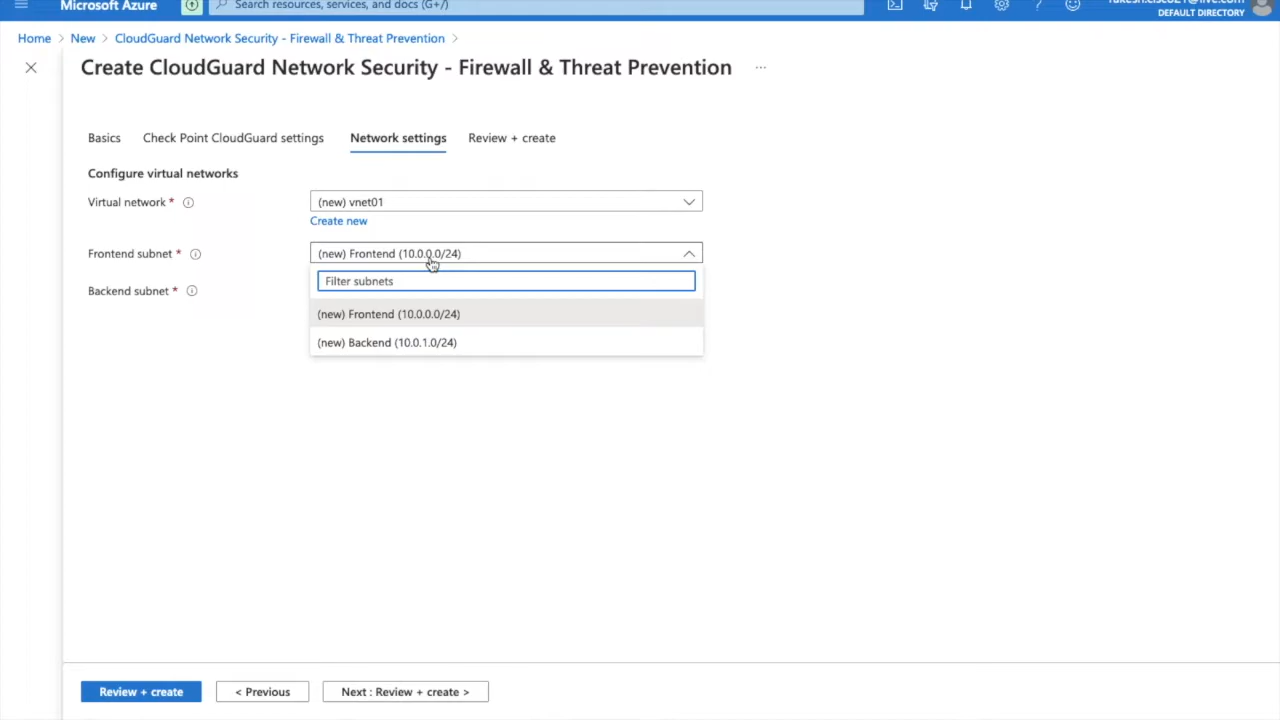 Microsoft Azure
Search resources, services, and docs (G+/)
DEFAULT DIRECTORY
Home > New > CloudGuard Network Security - Firewall & Threat Prevention >
Create CloudGuard Network Security - Firewall & Threat Prevention ...
Basics Check Point CloudGuard settings Network settings Review + create
Configure virtual networks
Virtual network * (new) vnet01
Create new
Frontend subnet * (new) Frontend (10.0.0.0/24)
Filter subnets
Backend subnet *
(new) Frontend (10.0.0.0/24)
(new) Backend (10.0.1.0/24)
Review + create < Previous Next : Review + create >